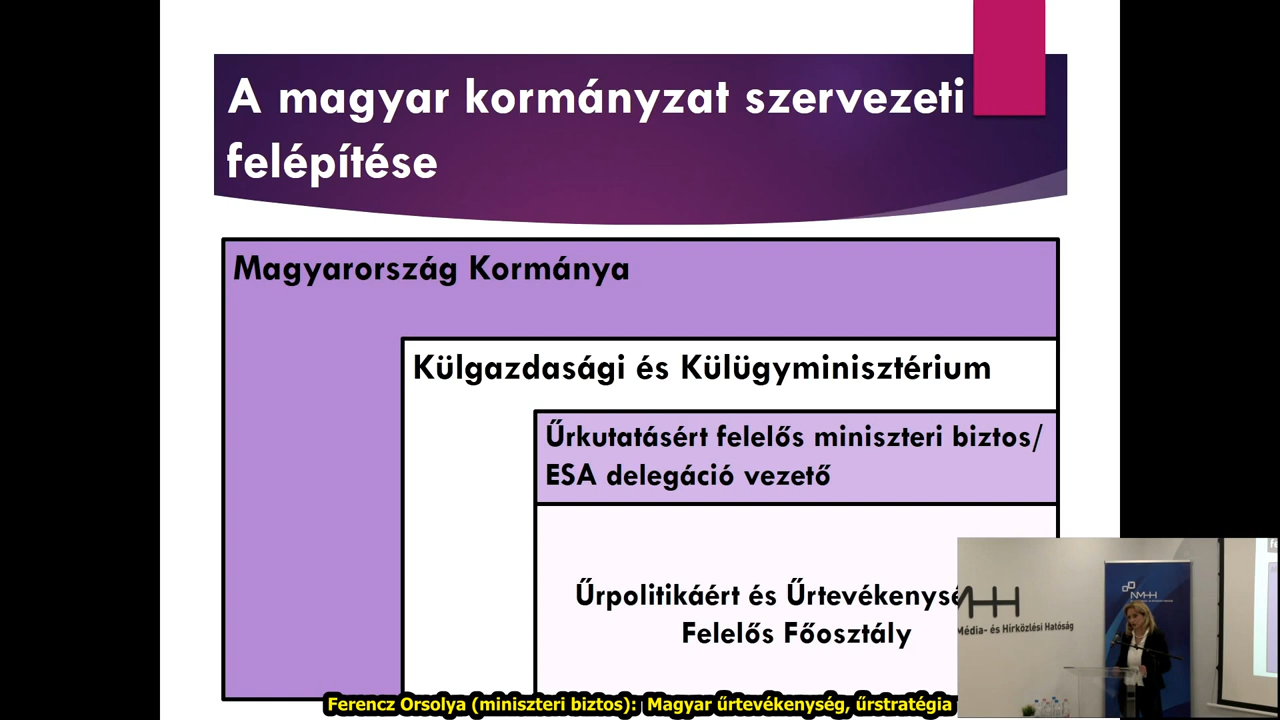 A magyar kormányzat szervezeti
felépítése
Magyarország Kormánya
Külgazdasági és Külügyminisztérium
Űrkutatásért felelős miniszteri biztos/
ESA delegáció vezető
Űrpolitikáért és Űrtevékenysé
Felelős Főosztály
NMHH
Média- és Hírközlési Hatóság
Ferencz Orsolya (miniszteri biztos): Magyar űrtevékenység, űrstratégia